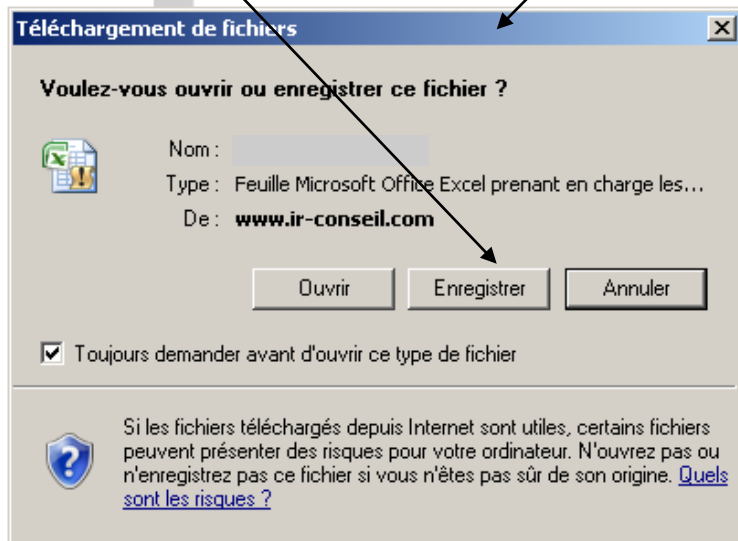 Téléchargement de fichiers
Voulez-vous ouvrir ou enregistrer ce fichier ?
Nom :
Type : Feuille Microsoft Office Excel prenant en charge les...
De : www.ir-conseil.com
Ouvrir Enregistrer Annuler
Toujours demander avant d'ouvrir ce type de fichier
Si les fichiers téléchargés depuis Internet sont utiles, certains fichiers
peuvent présenter des risques pour votre ordinateur. N'ouvrez pas ou
n'enregistrez pas ce fichier si vous n'êtes pas sûr de son origine. Quels
sont les risques ?